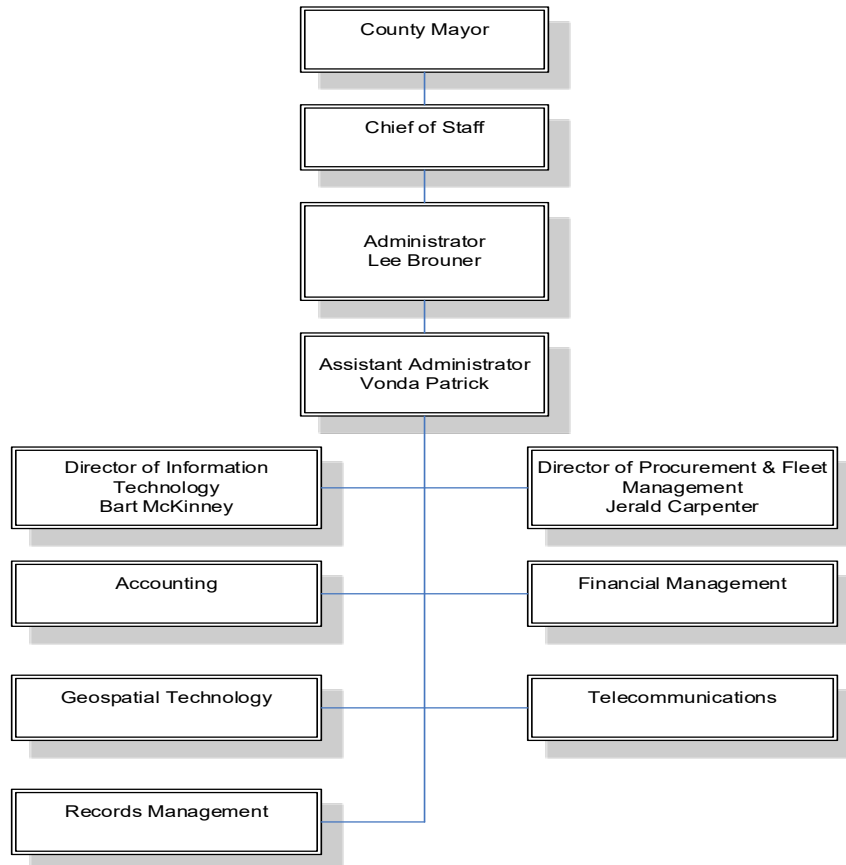 County Mayor
Chief of Staff
Administrator
Lee Brouner
Assistant Administrator
Vonda Patrick
Director of Information
Technology
Bart McKinney
Director of Procurement & Fleet
Management
Jerald Carpenter
Accounting
Financial Management
Geospatial Technology
Telecommunications
Records Management